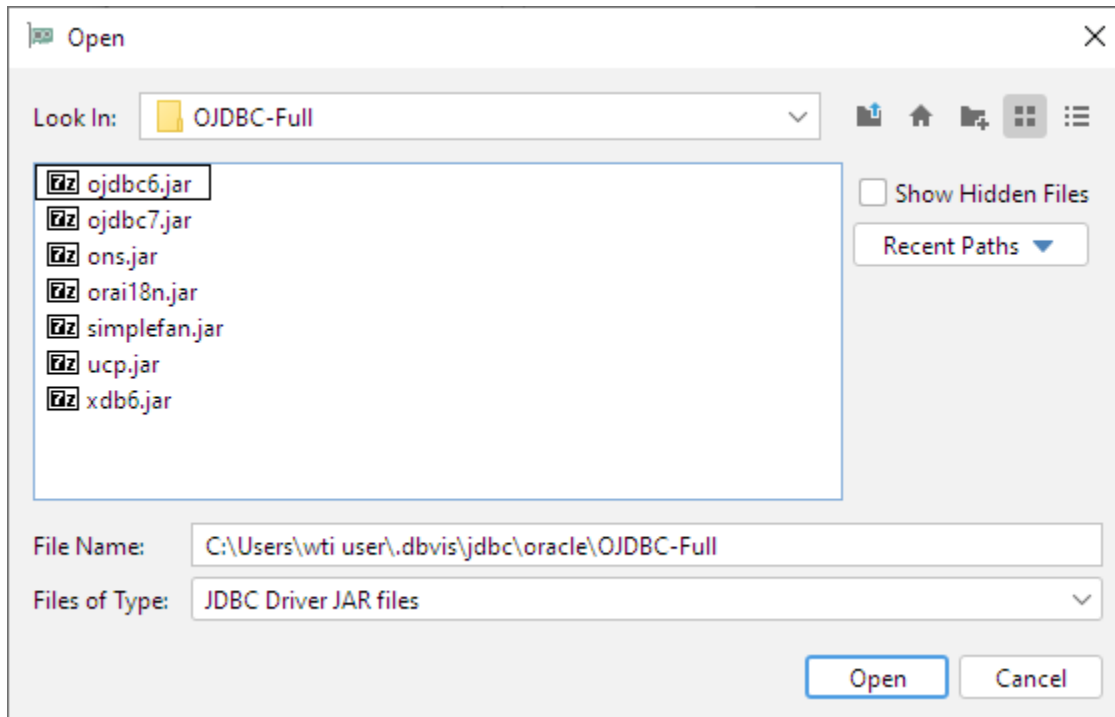 Open
Look In: OJDBC-Full
ojdbc6.jar
ojdbc7.jar
ons.jar
orai18n.jar
simplefan.jar
ucp.jar
xdb6.jar
Show Hidden Files
Recent Paths
File Name: C:\Users\wti user\.dbvis\jdbc\oracle\OJDBC-Full
Files of Type: JDBC Driver JAR files
Open Cancel